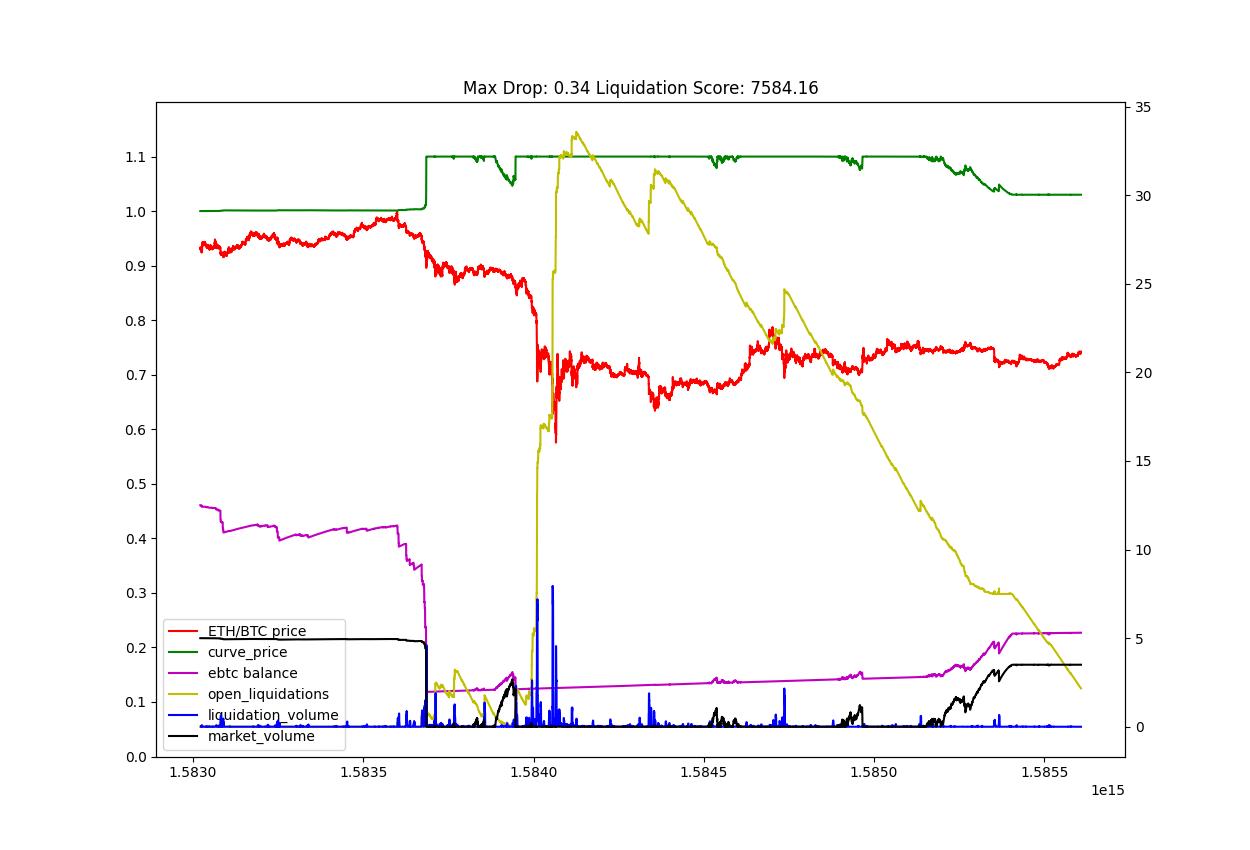 Max Drop: 0.34 Liquidation Score: 7584.16
35
1.1
30
1.0
0.9
25
0.8
20
0.7
0.6
15
0.5
0.4
10
0.3
ETH/BTC price
curve_price
ebtc balance
open_liquidations
liquidation_volume
market_volume
5
0.2
0.1
0
0.0
1.5830 1.5835 1.5840 1.5845 1.5850 1.5855
1e15